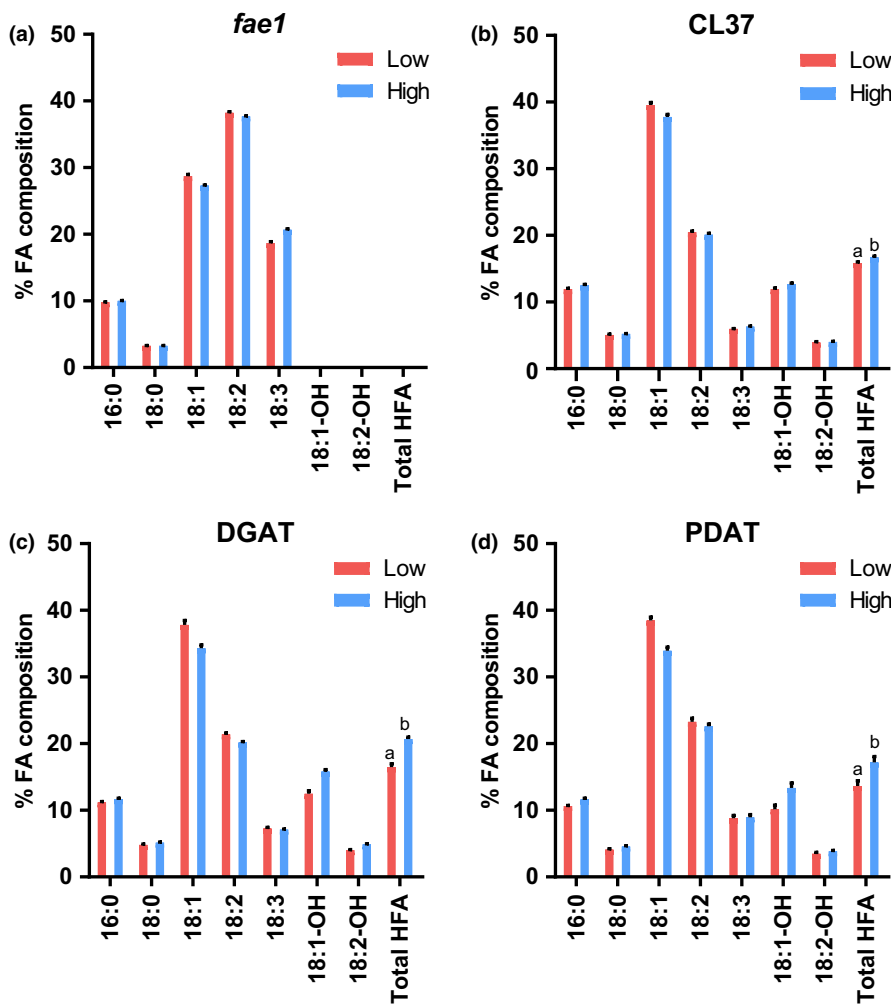 (a) fae1
Low
High
% FA composition
50
40
30
20
10
0
16:0
18:0
18:1
18:2
18:3
18:1-OH
18:2-OH
Total HFA
(b) CL37
Low
High
% FA composition
50
40
30
20
10
0
a b
16:0
18:0
18:1
18:2
18:3
18:1-OH
18:2-OH
Total HFA
(c) DGAT
Low
High
% FA composition
50
40
30
20
10
0
a b
16:0
18:0
18:1
18:2
18:3
18:1-OH
18:2-OH
Total HFA
(d) PDAT
Low
High
% FA composition
50
40
30
20
10
0
a b
16:0
18:0
18:1
18:2
18:3
18:1-OH
18:2-OH
Total HFA